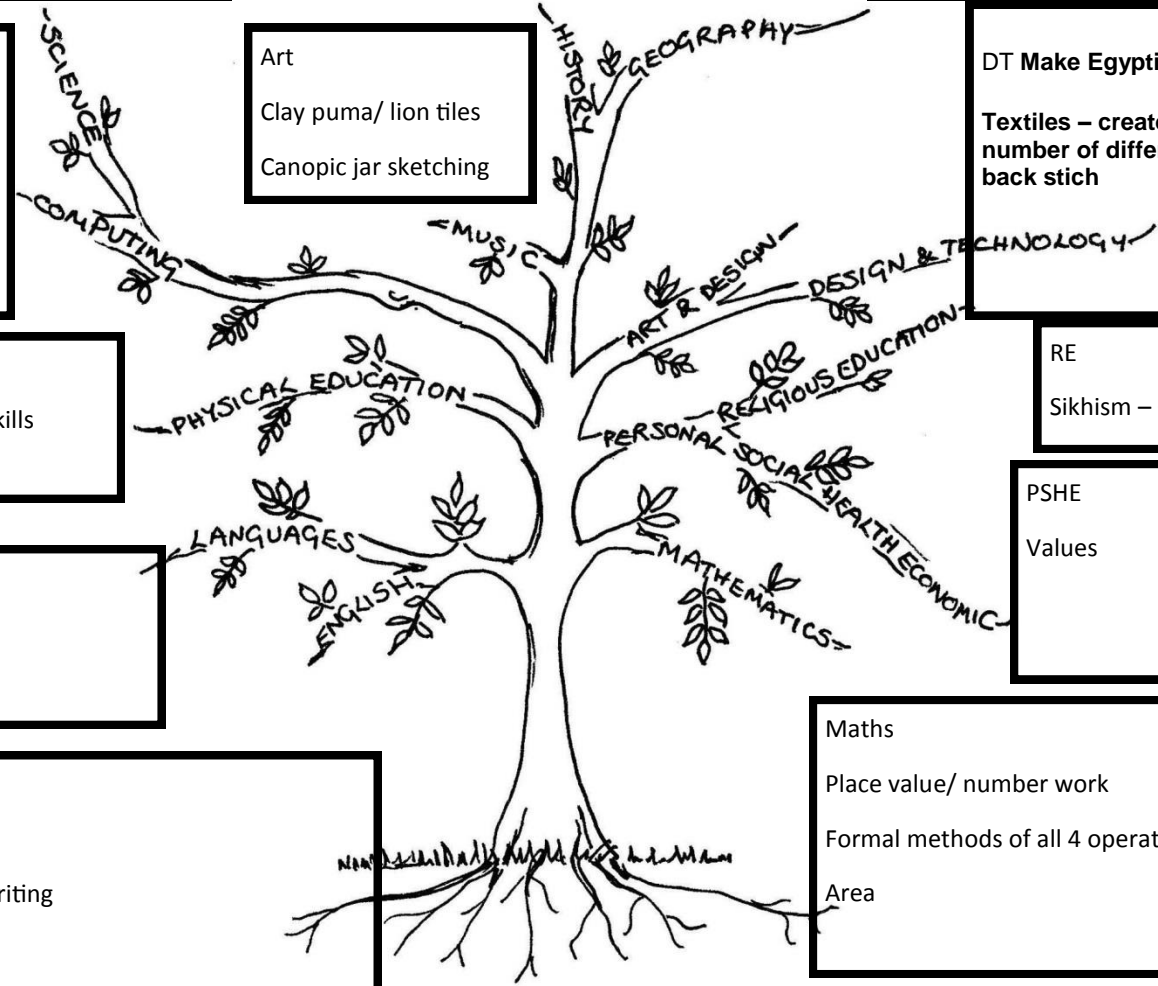 SCIENCE
COMPUTING
Art
Clay puma/ lion tiles
Canopic jar sketching
HISTORY
GEOGRAPHY
MUSIC
DT Make Egypti
Textiles – create
number of differe
back stich
ART & DESIGN
DESIGN & TECHNOLOGY
RELIGIOUS EDUCATION
PERSONAL SOCIAL HEALTH ECONOMIC
RE
Sikhism –
kills
PHYSICAL EDUCATION
PSHE
Values
LANGUAGES
ENGLISH
MATHEMATICS
Maths
Place value/ number work
Formal methods of all 4 operat
Area
riting